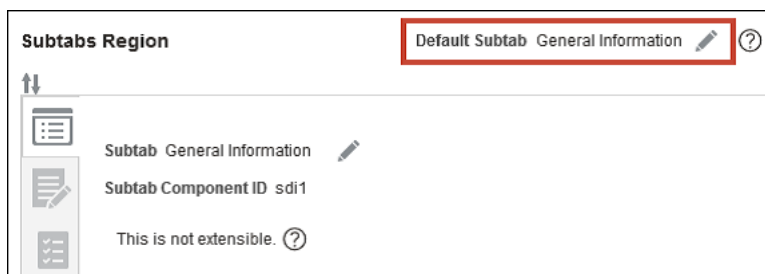 Subtabs Region
Default Subtab General Information
Subtab General Information
Subtab Component ID sdi1
This is not extensible.